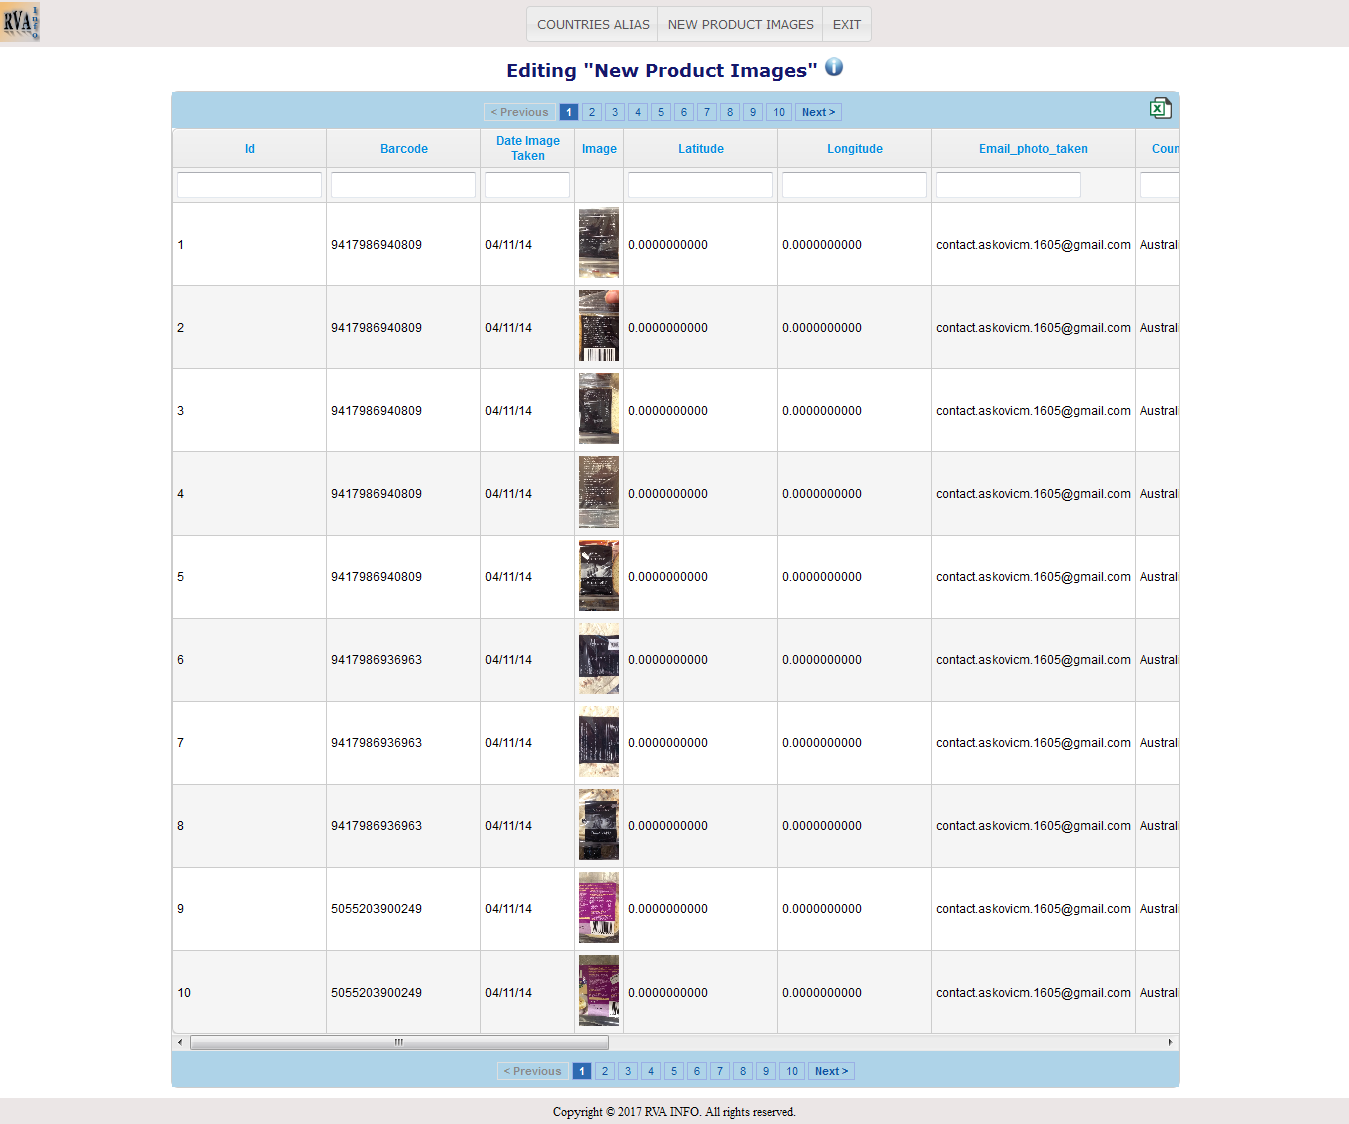 RVA Info
COUNTRIES ALIAS NEW PRODUCT IMAGES EXIT
Editing "New Product Images"
< Previous 1 2 3 4 5 6 7 8 9 10 Next >
Id Barcode Date Image Taken Image Latitude Longitude Email_photo_taken Coun
1 9417986940809 04/11/14 0.0000000000 0.0000000000 contact.askovicm.1605@gmail.com Austral
2 9417986940809 04/11/14 0.0000000000 0.0000000000 contact.askovicm.1605@gmail.com Austral
3 9417986940809 04/11/14 0.0000000000 0.0000000000 contact.askovicm.1605@gmail.com Austral
4 9417986940809 04/11/14 0.0000000000 0.0000000000 contact.askovicm.1605@gmail.com Austral
5 9417986940809 04/11/14 0.0000000000 0.0000000000 contact.askovicm.1605@gmail.com Austral
6 9417986936963 04/11/14 0.0000000000 0.0000000000 contact.askovicm.1605@gmail.com Austral
7 9417986936963 04/11/14 0.0000000000 0.0000000000 contact.askovicm.1605@gmail.com Austral
8 9417986936963 04/11/14 0.0000000000 0.0000000000 contact.askovicm.1605@gmail.com Austral
9 5055203900249 04/11/14 0.0000000000 0.0000000000 contact.askovicm.1605@gmail.com Austral
10 5055203900249 04/11/14 0.0000000000 0.0000000000 contact.askovicm.1605@gmail.com Austral
< Previous 1 2 3 4 5 6 7 8 9 10 Next >
Copyright © 2017 RVA INFO. All rights reserved.